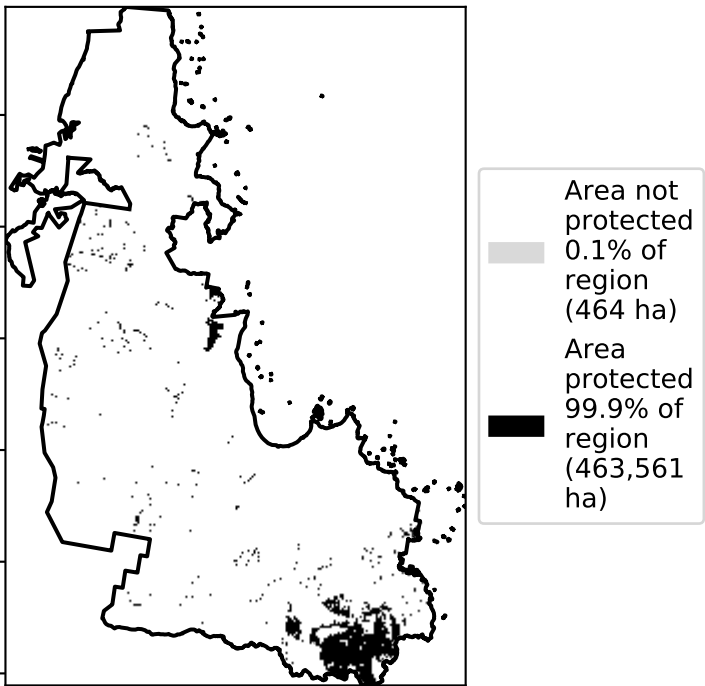 Area not
protected
0.1% of
region
(464 ha)
Area
protected
99.9% of
region
(463,561
ha)